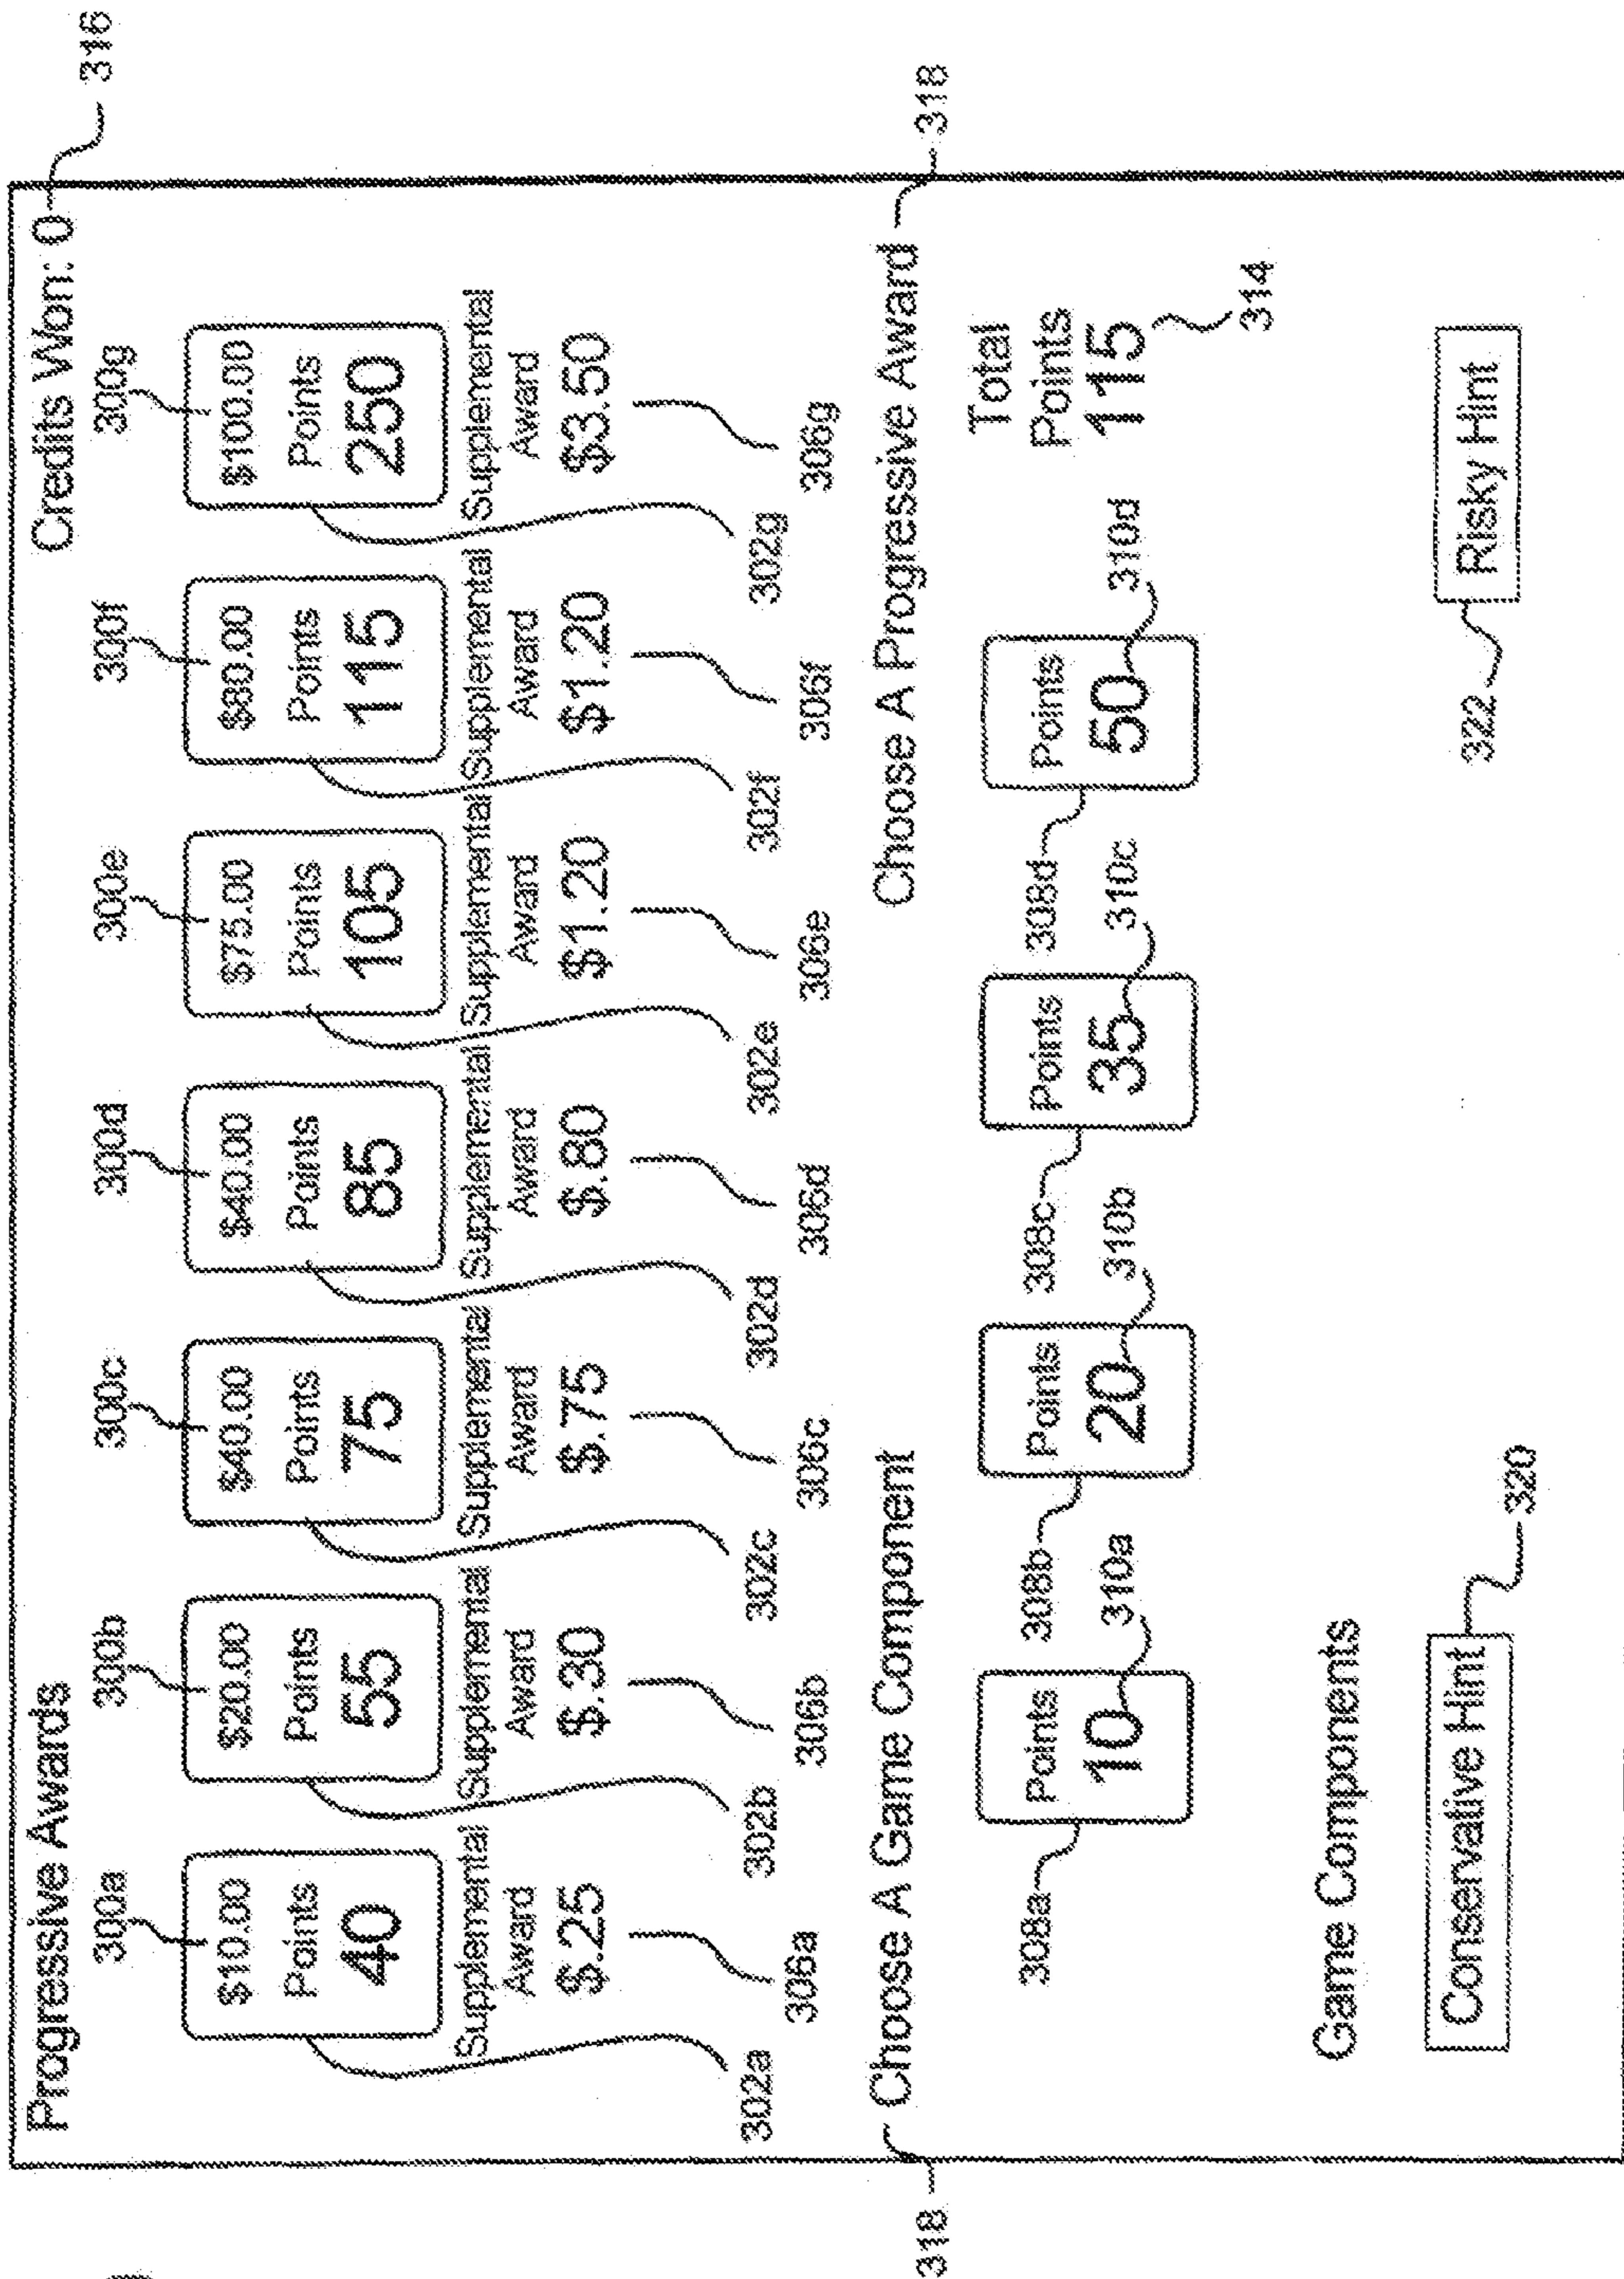 316
Progressive Awards Credits Won: 0
300a 300b 300c 300d 300e 300f 300g
$10.00 $20.00 $40.00 $40.00 $75.00 $80.00 $100.00
Points Points Points Points Points Points Points
40 55 75 85 105 115 250
Supplemental Supplemental Supplemental Supplemental Supplemental Supplemental Supplemental
Award Award Award Award Award Award Award
$.25 $.30 $.75 $.80 $1.20 $1.20 $3.50
302a 302b 302c 302d 302e 302f 302g
306a 306b 306c 306d 306e 306f 306g
318 Choose A Game Component Choose A Progressive Award 318
Total
308a 308b 308c 308d Points
Points Points Points Points 115
10 20 35 50
310a 310b 310c 310d
314
Game Components
Conservative Hint 322 Risky Hint
320